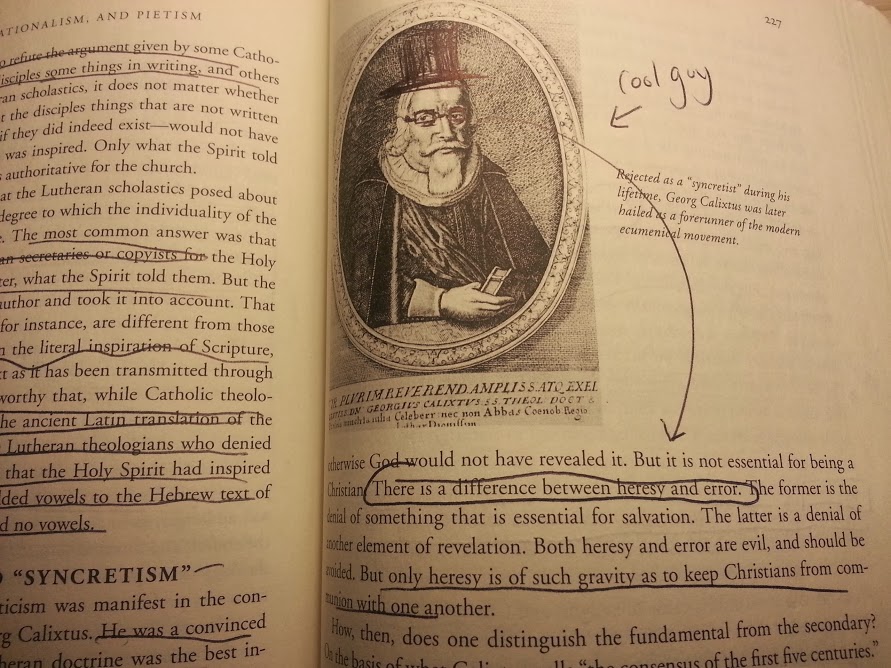 ATIONALISM, AND PIETISM
o refute the argument given by some Catho-
disciples some things in writing, and others
ran scholastics, it does not matter whether
t the disciples things that are not written
if they did indeed exist—would not have
was inspired. Only what the Spirit told
s authoritative for the church.
at the Lutheran scholastics posed about
degree to which the individuality of the
e. The most common answer was that
an secretaries or copyists for the Holy
ter, what the Spirit told them. But the
author and took it into account. That
for instance, are different from those
n the literal inspiration of Scripture,
t as it has been transmitted through
worthy that, while Catholic theolo-
he ancient Latin translation of the
Lutheran theologians who denied
that the Holy Spirit had inspired
lded vowels to the Hebrew text of
d no vowels.
"SYNCRETISM"
ticism was manifest in the con-
rg Calixtus. He was a convinced
heran doctrine was the best in-
227
cool guy
Rejected as a "syncretist" during his
lifetime, Georg Calixtus was later
hailed as a forerunner of the modern
ecumenical movement.
PLVRIM REVEREND AMPLISS ATQ EXEL
DN GEORGIUS CALIXTUS S.S THEOL DOCT &
Iulia Celeberr nec non Abbas Coenob Regio
otherwise God would not have revealed it. But it is not essential for being a
Christian. There is a difference between heresy and error. The former is the
denial of something that is essential for salvation. The latter is a denial of
another element of revelation. Both heresy and error are evil, and should be
avoided. But only heresy is of such gravity as to keep Christians from com-
munion with one another.
How, then, does one distinguish the fundamental from the secondary?
On the basis of what "the consensus of the first five centuries."